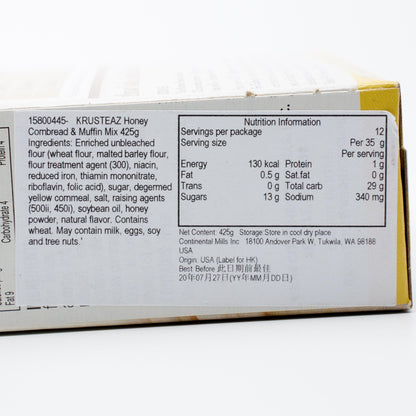 15800445- KRUSTEAZ Honey
Cornbread & Muffin Mix 425g
Ingredients: Enriched unbleached
flour (wheat flour, malted barley flour,
flour treatment agent (300), niacin,
reduced iron, thiamin mononitrate,
riboflavin, folic acid), sugar, degermed
yellow cornmeal, salt, raising agents
(500ii, 450i), soybean oil, honey
powder, natural flavor. Contains
wheat. May contain milk, eggs, soy
and tree nuts.'
Nutrition Information
Servings per package 12
Serving size Per 35 g
Per serving
Energy 130 kcal Protein 1 g
Fat 0.5 g Sat.fat 0 g
Trans 0 g Total carb 29 g
Sugars 13 g Sodium 340 mg
Net Content: 425g Storage Store in cool dry place
Continental Mills Inc 18100 Andover Park W, Tukwila, WA 98188
USA
Origin: USA (Label for HK)
Best Before 此日期前最佳
20年07月27日(YY年MM月DD日)
Protein 4
Carbohydrate 4
Fat 9